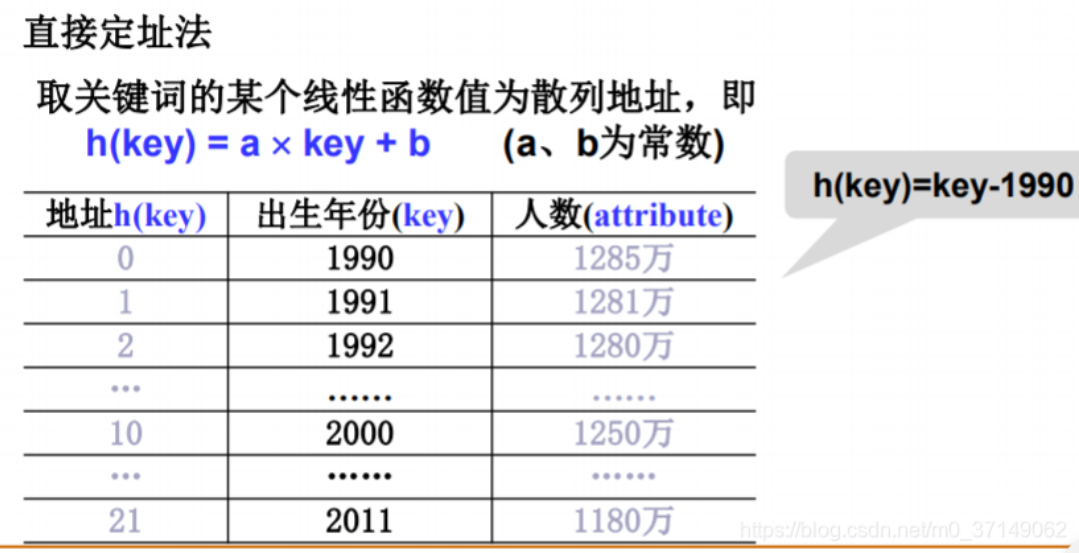 直接定址法
取关键词的某个线性函数值为散列地址，即
h(key) = a × key + b (a、b为常数)
h(key)=key-1990
地址h(key) 出生年份(key) 人数(attribute)
0 1990 1285万
1 1991 1281万
2 1992 1280万
... ...... ......
10 2000 1250万
... ...... ......
21 2011 1180万
https://blog.csdn.net/m0_37149062